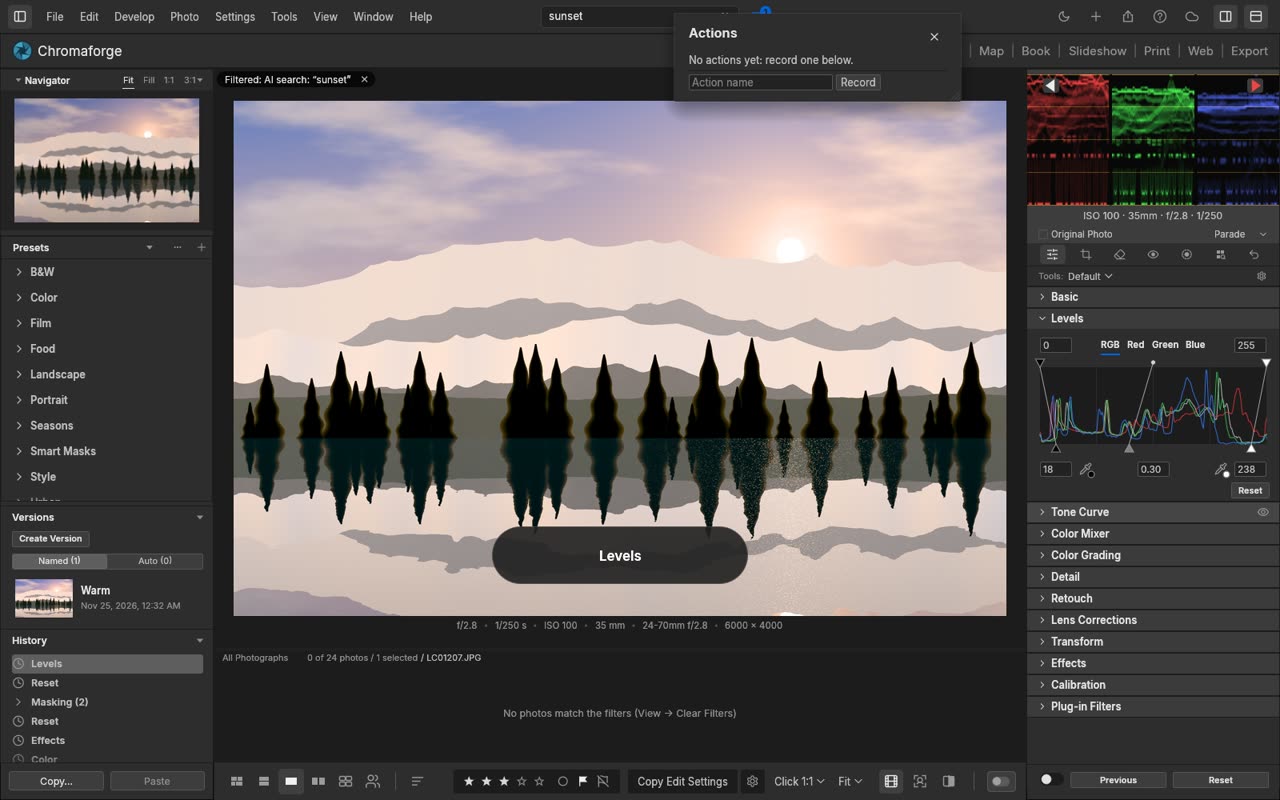 File Edit Develop Photo Settings Tools View Window Help
sunset
Actions
No actions yet: record one below.
Action name Record
Chromaforge
Map | Book | Slideshow | Print | Web | Export
Navigator Fit Fill 1:1 3:1
Filtered: AI search: “sunset” ×
ISO 100 · 35mm · f/2.8 · 1/250
Original Photo Parade
Tools: Default
Presets
B&W
Color
Film
Food
Landscape
Portrait
Seasons
Smart Masks
Style
Basic
Levels
0 RGB Red Green Blue 255
18 0.30 238
Reset
Tone Curve
Color Mixer
Color Grading
Detail
Retouch
Lens Corrections
Transform
Effects
Calibration
Plug-in Filters
Versions
Create Version
Named (1) Auto (0)
Warm
Nov 25, 2026, 12:32 AM
History
Levels
Reset
Masking (2)
Reset
Effects
Color
Copy... Paste
Levels
f/2.8 • 1/250 s • ISO 100 • 35 mm • 24-70mm f/2.8 • 6000 × 4000
All Photographs 0 of 24 photos / 1 selected / LC01207.JPG
No photos match the filters (View → Clear Filters)
Copy Edit Settings Click 1:1 Fit
Previous Reset